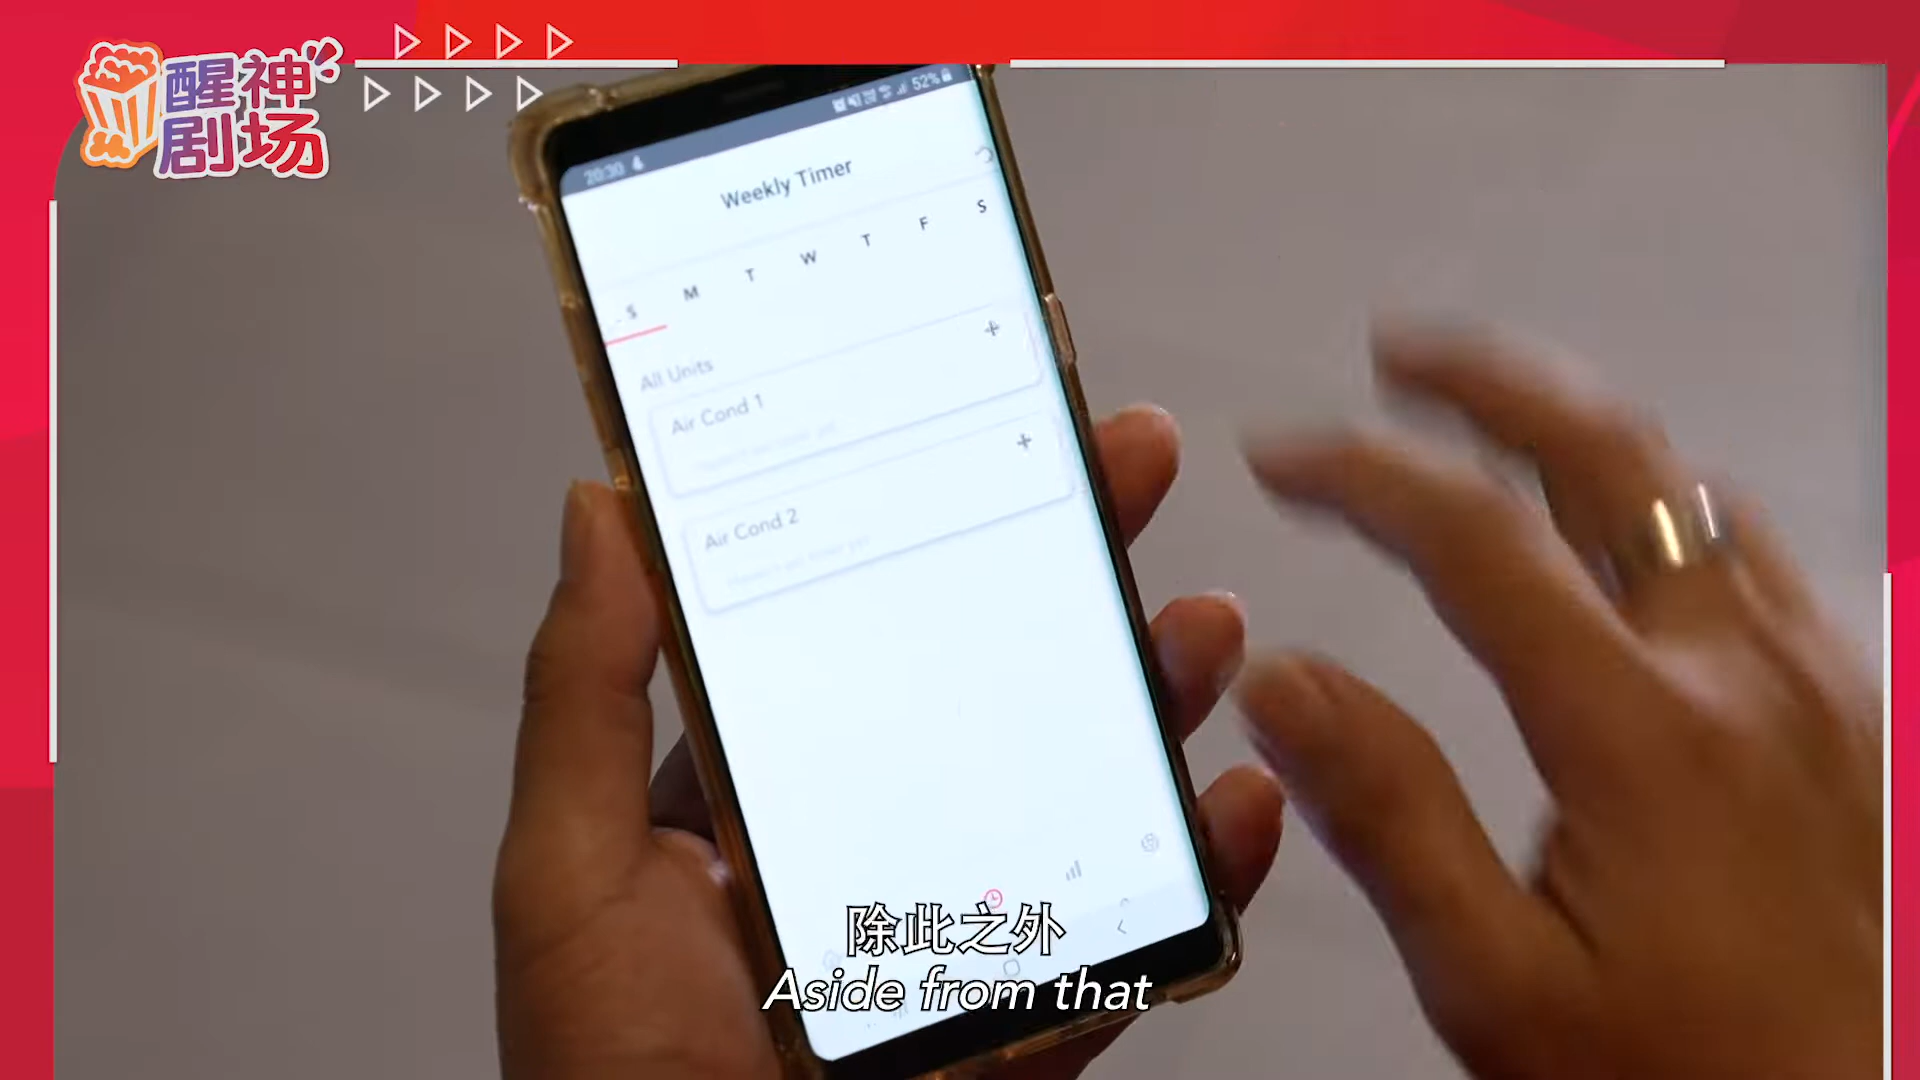 醒神
剧场
20:30
52%
Weekly Timer
S M T W T F S
All Units
Air Cond 1
Air Cond 2
除此之外
Aside from that